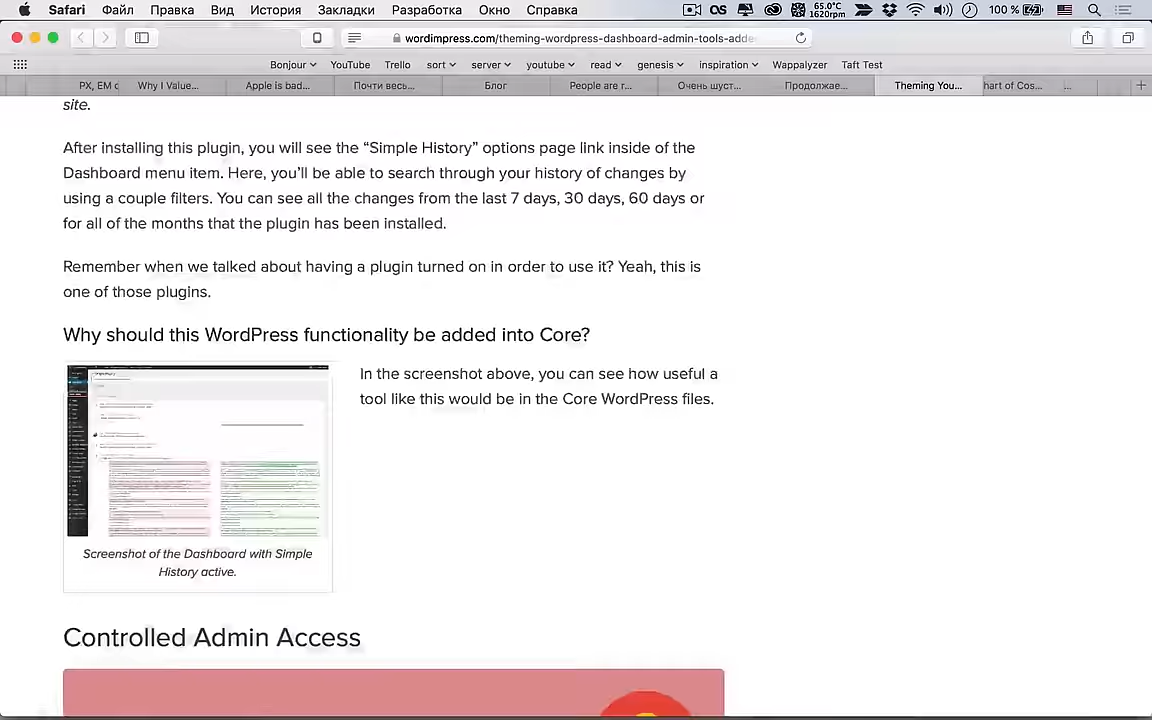 Safari Файл Правка Вид История Закладки Разработка Окно Справка OS 65.0°C 1620rpm 100 %
wordimpress.com/theming-wordpress-dashboard-admin-tools-adde
Bonjour YouTube Trello sort server youtube read genesis inspiration Wappalyzer Taft Test
PX, EM с Why I Value... Apple is bad... Почти весь... Блог People are r... Очень шуст... Продолжае... Theming You... hart of Cos... ...
site.
After installing this plugin, you will see the “Simple History” options page link inside of the
Dashboard menu item. Here, you’ll be able to search through your history of changes by
using a couple filters. You can see all the changes from the last 7 days, 30 days, 60 days or
for all of the months that the plugin has been installed.
Remember when we talked about having a plugin turned on in order to use it? Yeah, this is
one of those plugins.
Why should this WordPress functionality be added into Core?
In the screenshot above, you can see how useful a
tool like this would be in the Core WordPress files.
Screenshot of the Dashboard with Simple
History active.
Controlled Admin Access